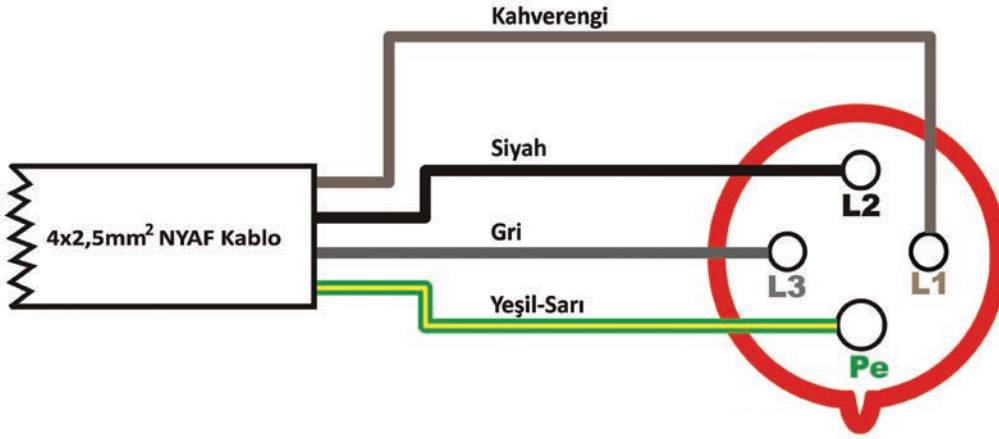 Kahverengi
Siyah
L2
4x2,5mm² NYAF Kablo
Gri
L3
L1
Yeşil-Sarı
Pe